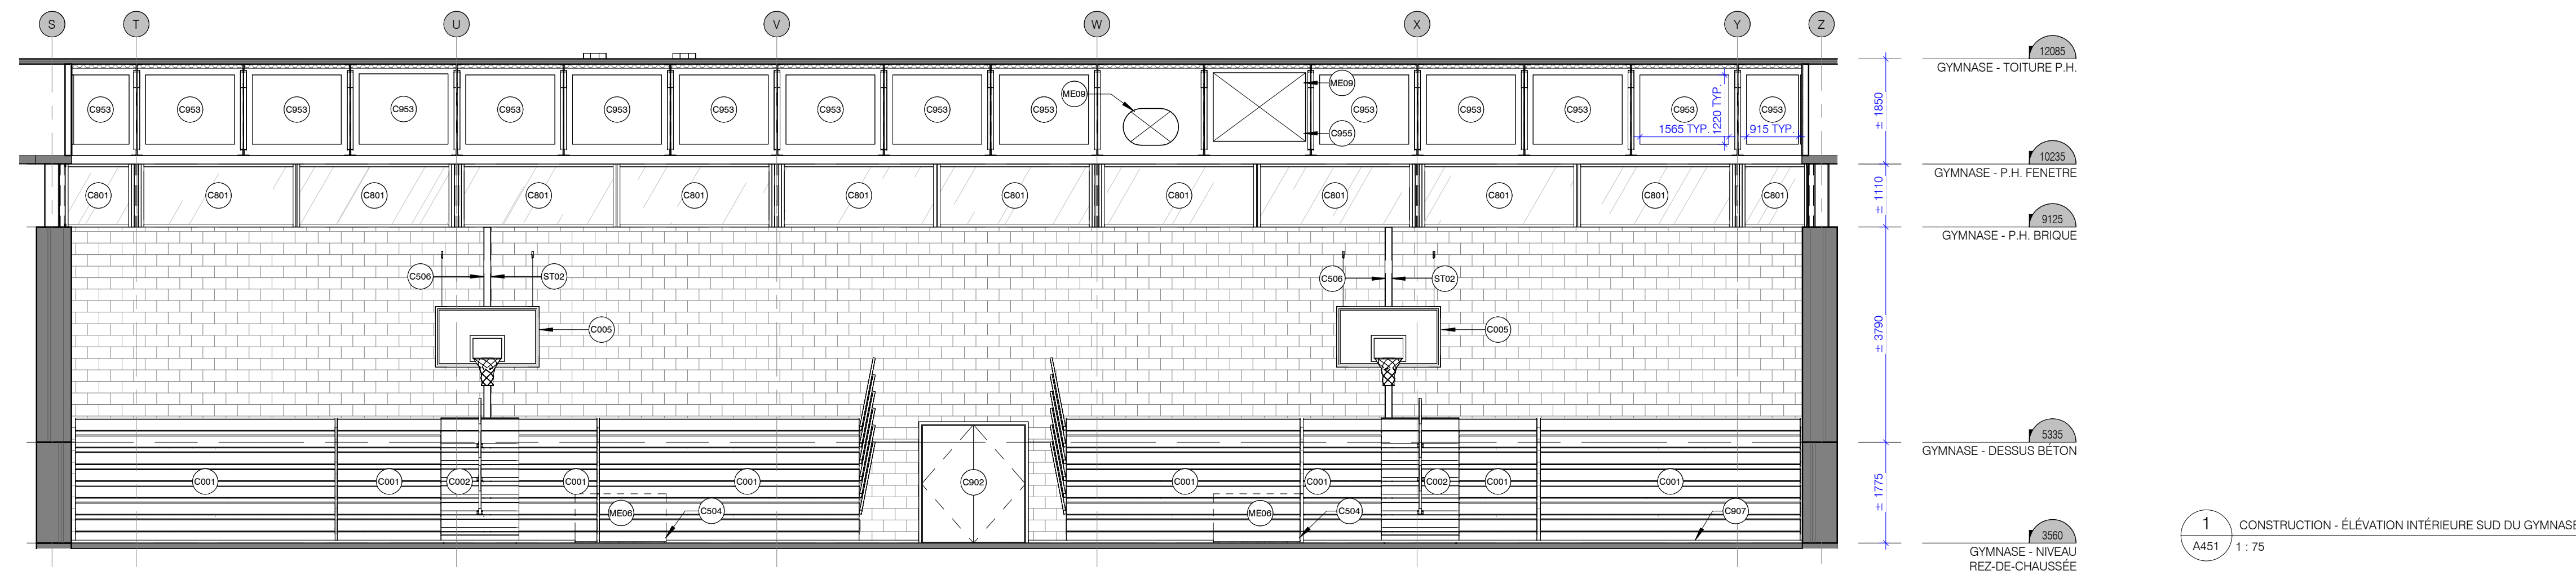 S T U V W X Y Z
12085
GYMNASE - TOITURE P.H.
ME09 ME09
C953 C953 C953 C953 C953 C953 C953 C953 C953 C953 C953 C953 C953 C953 C953
C955
1565 TYP. 1220 TYP. 915 TYP.
± 1850
10235
GYMNASE - P.H. FENETRE
C801 C801 C801 C801 C801 C801 C801 C801 C801 C801 C801 C801
± 1110
9125
GYMNASE - P.H. BRIQUE
C506 ST02 C506 ST02
C005 C005
± 3790
5335
GYMNASE - DESSUS BÉTON
C001 C001 C002 C001 C001 C902 C001 C001 C002 C001 C001
ME06 C504 ME06 C504 C907
± 1775
3560
GYMNASE - NIVEAU
REZ-DE-CHAUSSÉE
1 CONSTRUCTION - ÉLÉVATION INTÉRIEURE SUD DU GYMNASE
A451 1 : 75